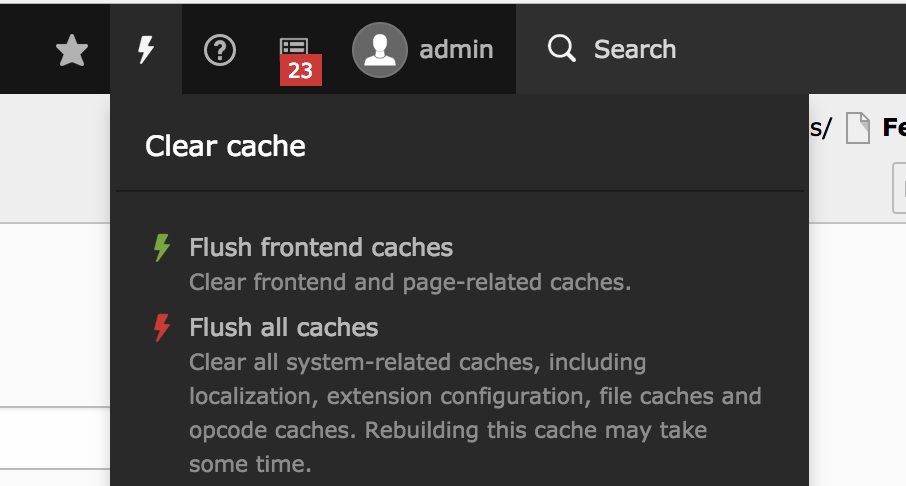 admin
Search
23
s/
Clear cache
Flush frontend caches
Clear frontend and page-related caches.
Flush all caches
Clear all system-related caches, including
localization, extension configuration, file caches and
opcode caches. Rebuilding this cache may take
some time.